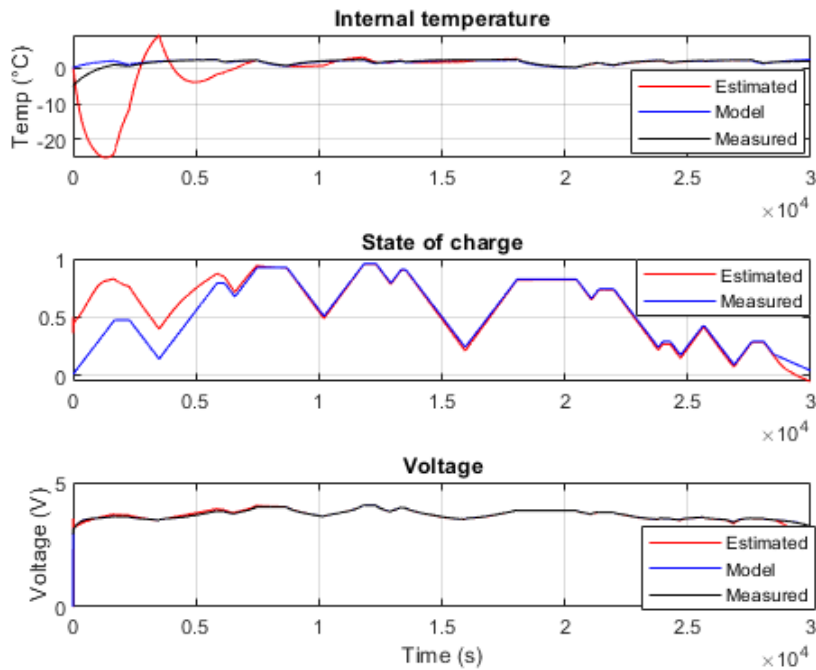 Internal temperature
Temp (°C)
0
-10
-20
Estimated
Model
Measured
0 0.5 1 1.5 2 2.5 3
× 10^4
State of charge
1
0.5
0
Estimated
Measured
0 0.5 1 1.5 2 2.5 3
× 10^4
Voltage
Voltage (V)
5
0
Estimated
Model
Measured
0 0.5 1 1.5 2 2.5 3
Time (s)
× 10^4